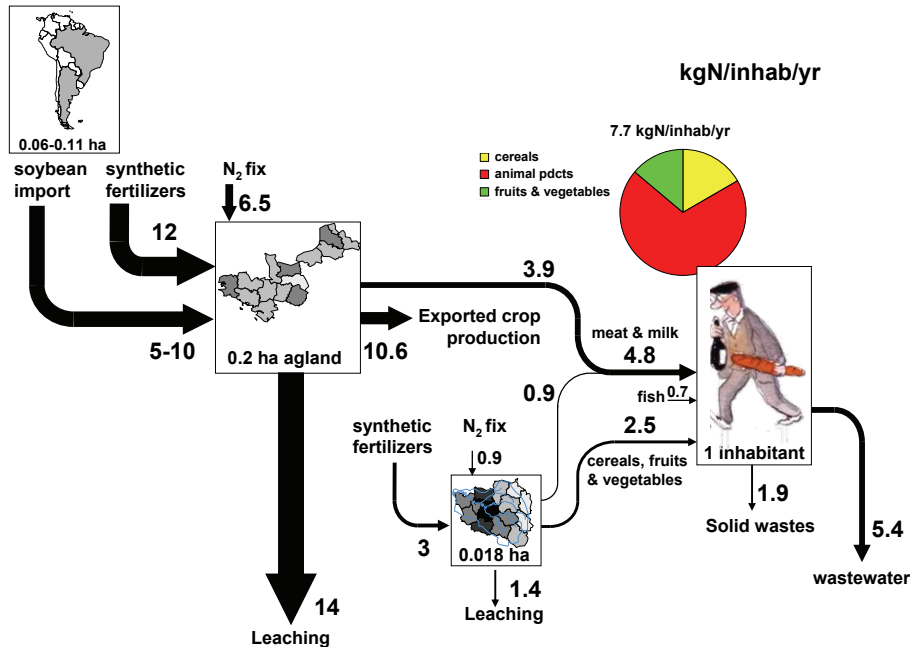 kgN/inhab/yr
0.06-0.11 ha
7.7 kgN/inhab/yr
cereals
animal pdcts
fruits & vegetables
soybean
import
synthetic
fertilizers
N₂ fix
6.5
12
3.9
5-10
0.2 ha agland
10.6
Exported crop
production
meat & milk
4.8
0.9
fish
0.7
synthetic
fertilizers
N₂ fix
0.9
2.5
cereals, fruits
& vegetables
1 inhabitant
3
0.018 ha
1.9
Solid wastes
5.4
wastewater
1.4
Leaching
14
Leaching